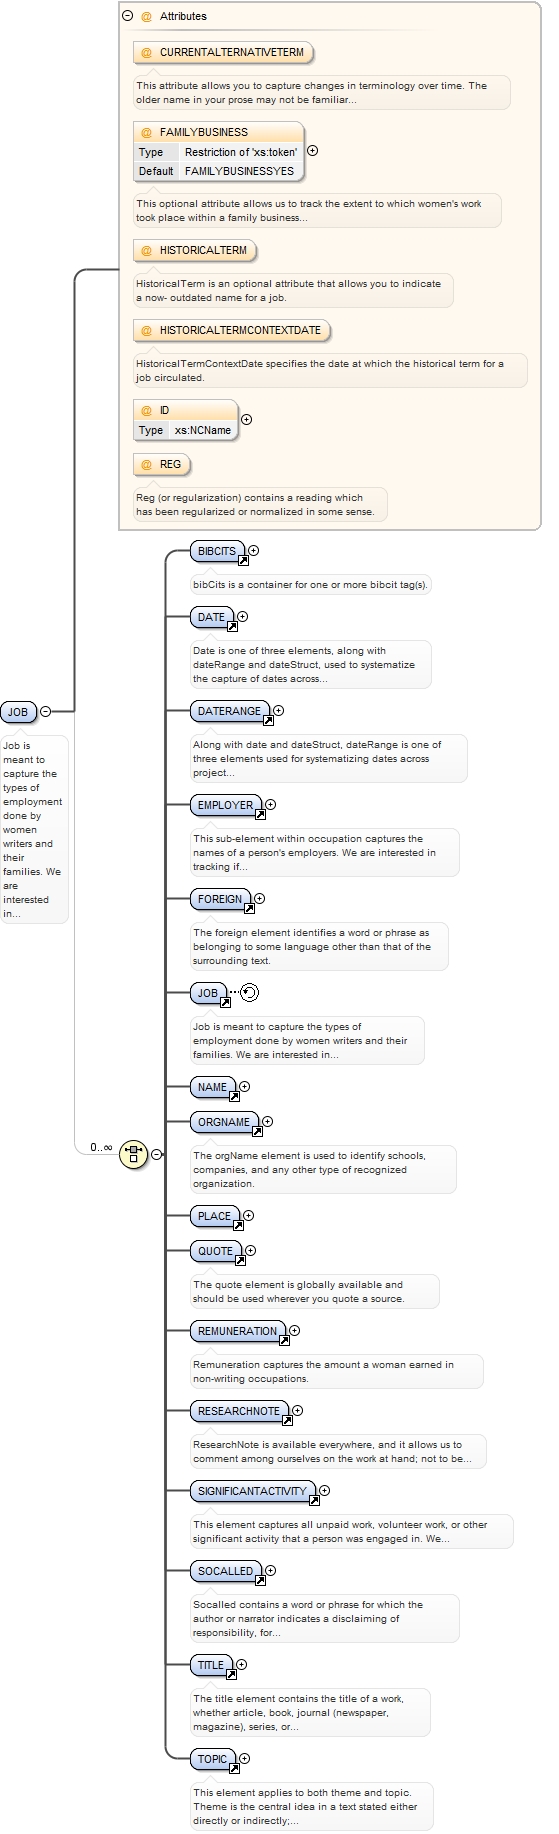 Attributes
@ CURRENTALTERNATIVETERM
This attribute allows you to capture changes in terminology over time. The
older name in your prose may not be familiar...
@ FAMILYBUSINESS
Type Restriction of 'xs:token'
Default FAMILYBUSINESSYES
This optional attribute allows us to track the extent to which women's work
took place within a family business...
@ HISTORICALTERM
HistoricalTerm is an optional attribute that allows you to indicate
a now- outdated name for a job.
@ HISTORICALTERMCONTEXTDATE
HistoricalTermContextDate specifies the date at which the historical term for a
job circulated.
@ ID
Type xs:NCName
@ REG
Reg (or regularization) contains a reading which
has been regularized or normalized in some sense.
JOB
Job is
meant to
capture the
types of
employment
done by
women
writers and
their
families. We
are
interested
in...
0..∞
BIBCITS
bibCits is a container for one or more bibcit tag(s).
DATE
Date is one of three elements, along with
dateRange and dateStruct, used to systematize
the capture of dates across...
DATERANGE
Along with date and dateStruct, dateRange is one of
three elements used for systematizing dates across
project...
EMPLOYER
This sub-element within occupation captures the
names of a person's employers. We are interested in
tracking if...
FOREIGN
The foreign element identifies a word or phrase as
belonging to some language other than that of the
surrounding text.
JOB
Job is meant to capture the types of
employment done by women writers and their
families. We are interested in...
NAME
ORGNAME
The orgName element is used to identify schools,
companies, and any other type of recognized
organization.
PLACE
QUOTE
The quote element is globally available and
should be used wherever you quote a source.
REMUNERATION
Remuneration captures the amount a woman earned in
non-writing occupations.
RESEARCHNOTE
ResearchNote is available everywhere, and it allows us to
comment among ourselves on the work at hand; not to be...
SIGNIFICANTACTIVITY
This element captures all unpaid work, volunteer work, or other
significant activity that a person was engaged in. We...
SOCALLED
Socalled contains a word or phrase for which the
author or narrator indicates a disclaiming of
responsibility, for...
TITLE
The title element contains the title of a work,
whether article, book, journal (newspaper,
magazine), series, or...
TOPIC
This element applies to both theme and topic.
Theme is the central idea in a text stated either
directly or indirectly;...